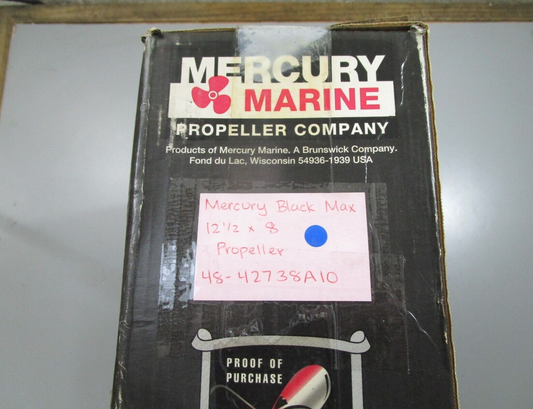 MERCURY
MARINE
PROPELLER COMPANY
Products of Mercury Marine. A Brunswick Company.
Fond du Lac, Wisconsin 54936-1939 USA
Mercury Black Max
12 1/2 x 8
Propeller
48-42738A10
PROOF OF
PURCHASE